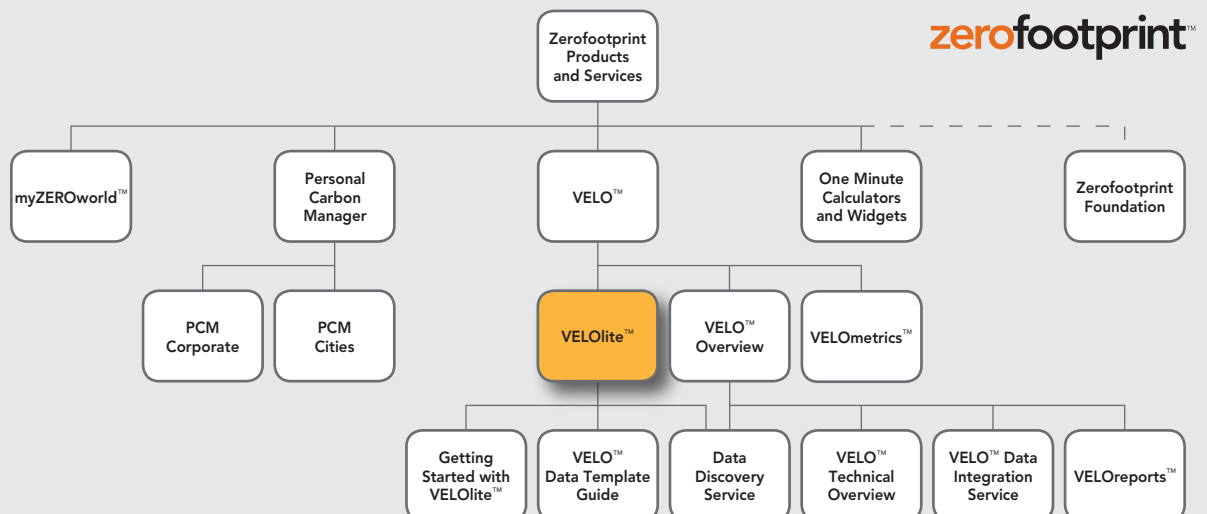 Zerofootprint
Products
and Services
zerofootprint™
myZEROworld™
Personal
Carbon
Manager
VELO™
One Minute
Calculators
and Widgets
Zerofootprint
Foundation
PCM
Corporate
PCM
Cities
VELOlite™
VELO™
Overview
VELOmetrics™
Getting
Started with
VELOlite™
VELO™
Data Template
Guide
Data
Discovery
Service
VELO™
Technical
Overview
VELO™ Data
Integration
Service
VELOreports™